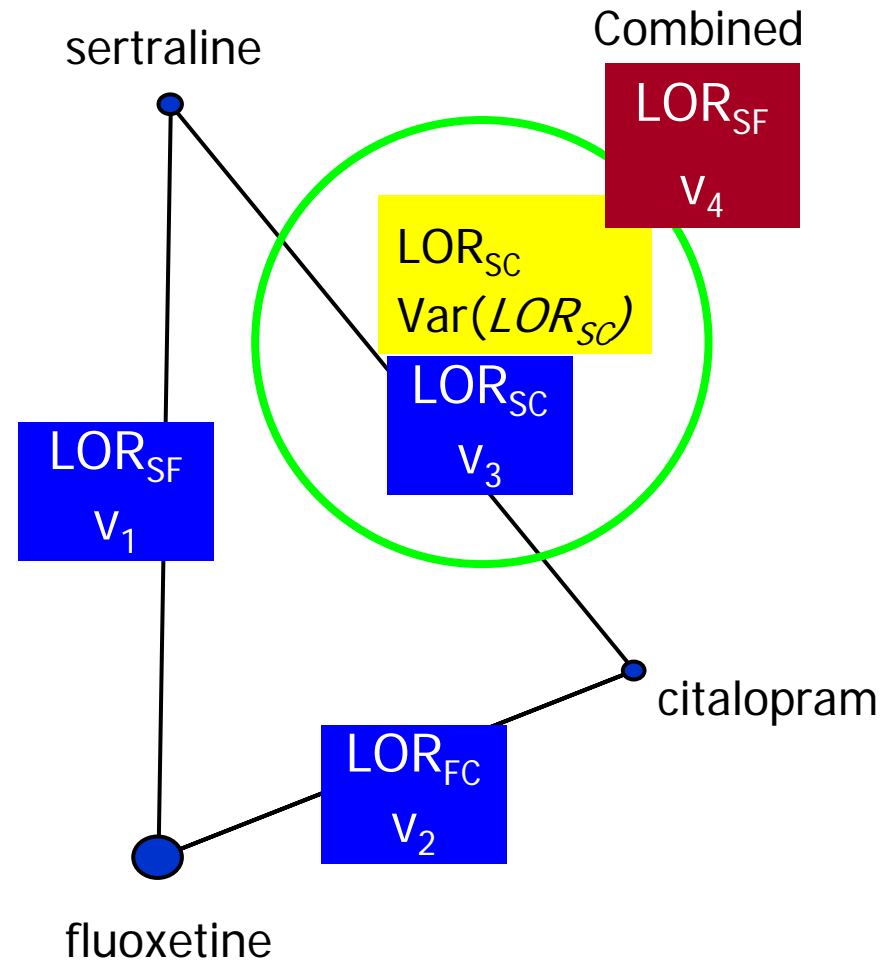 sertraline
Combined
LOR_SF
v_4
LOR_SC
Var(LOR_SC)
LOR_SC
v_3
LOR_SF
v_1
citalopram
LOR_FC
v_2
fluoxetine